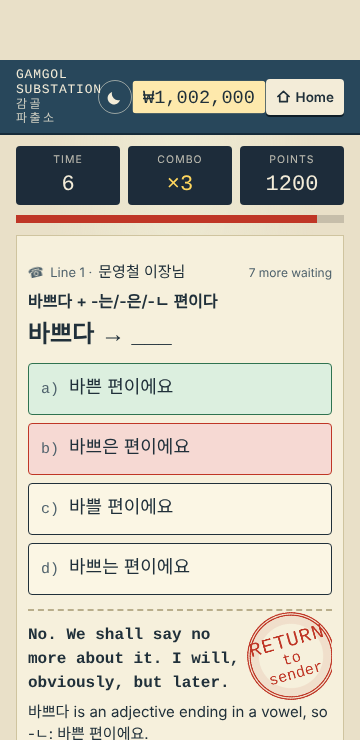 GAMGOL
SUBSTATION
감골
파출소
₩1,002,000
Home
TIME
6
COMBO
×3
POINTS
1200
☎ Line 1 · 문영철 이장님
7 more waiting
바쁘다 + -는/-은/-ㄴ 편이다
바쁘다 → ___
a) 바쁜 편이에요
b) 바쁘은 편이에요
c) 바쁠 편이에요
d) 바쁘는 편이에요
No. We shall say no
more about it. I will,
obviously, but later.
RETURN
to
sender
바쁘다 is an adjective ending in a vowel, so
-ㄴ: 바쁜 편이에요.